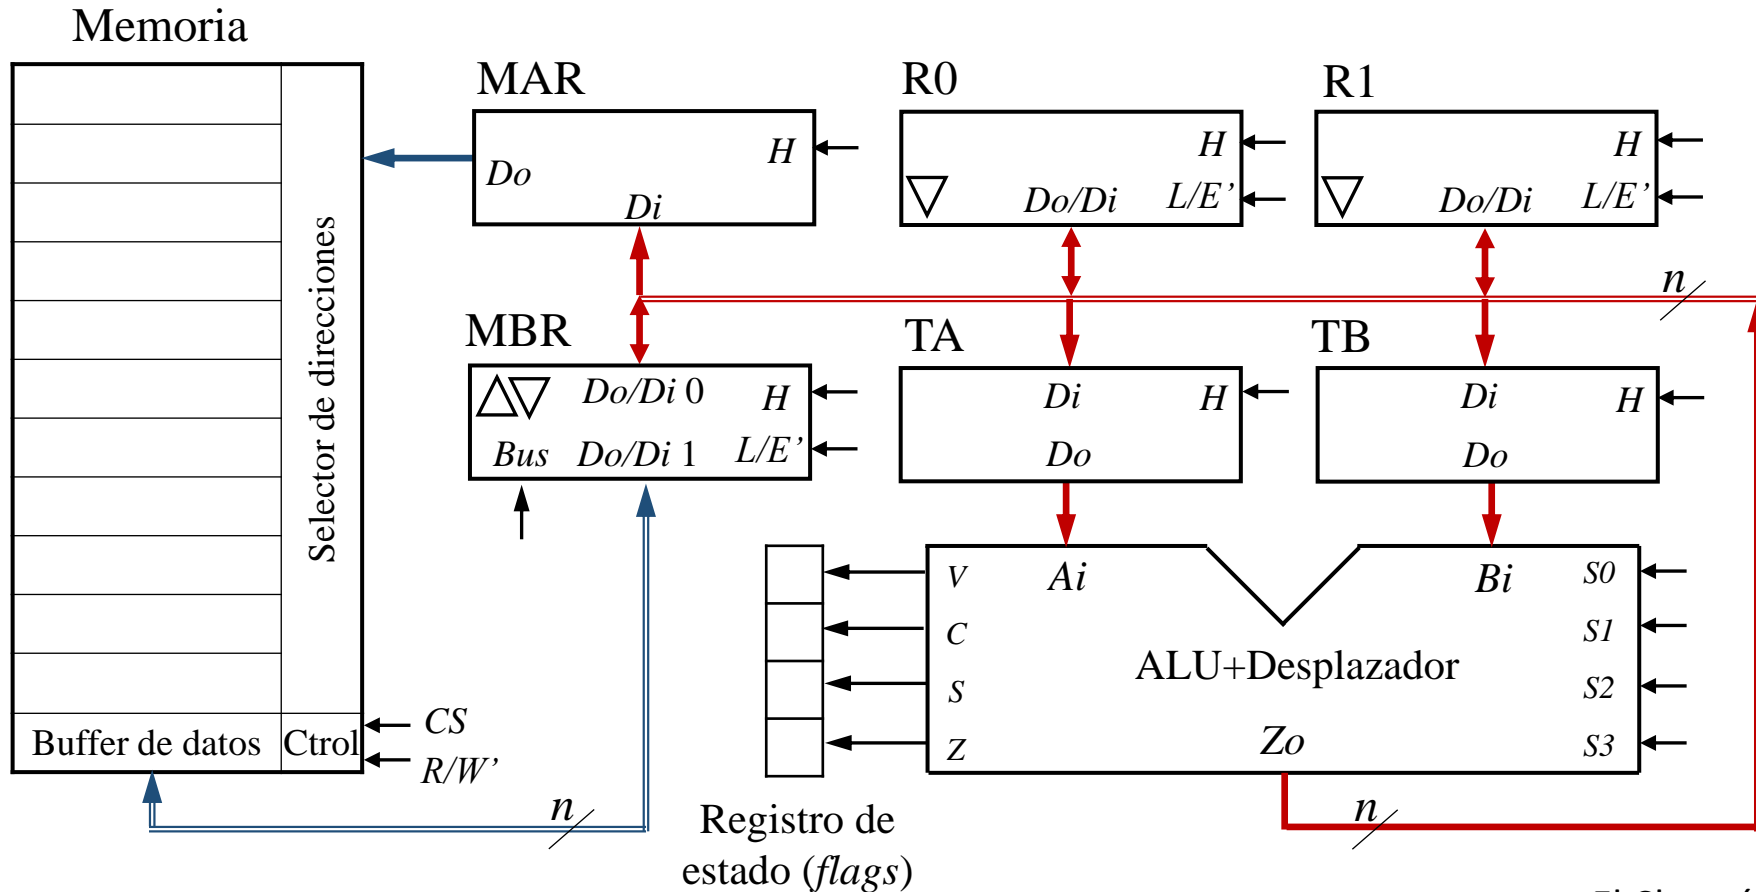 Memoria
MAR
R0
R1
Do
H
Di
H
L/E’
Do/Di
H
L/E’
Do/Di
n
Selector de direcciones
MBR
TA
TB
Do/Di 0
H
Bus
Do/Di 1
L/E’
Di
H
Do
Di
H
Do
V
Ai
Bi
S0
C
S1
ALU+Desplazador
S
S2
Z
Zo
S3
Buffer de datos
Ctrol
CS
R/W’
n
n
Registro de
estado (flags)